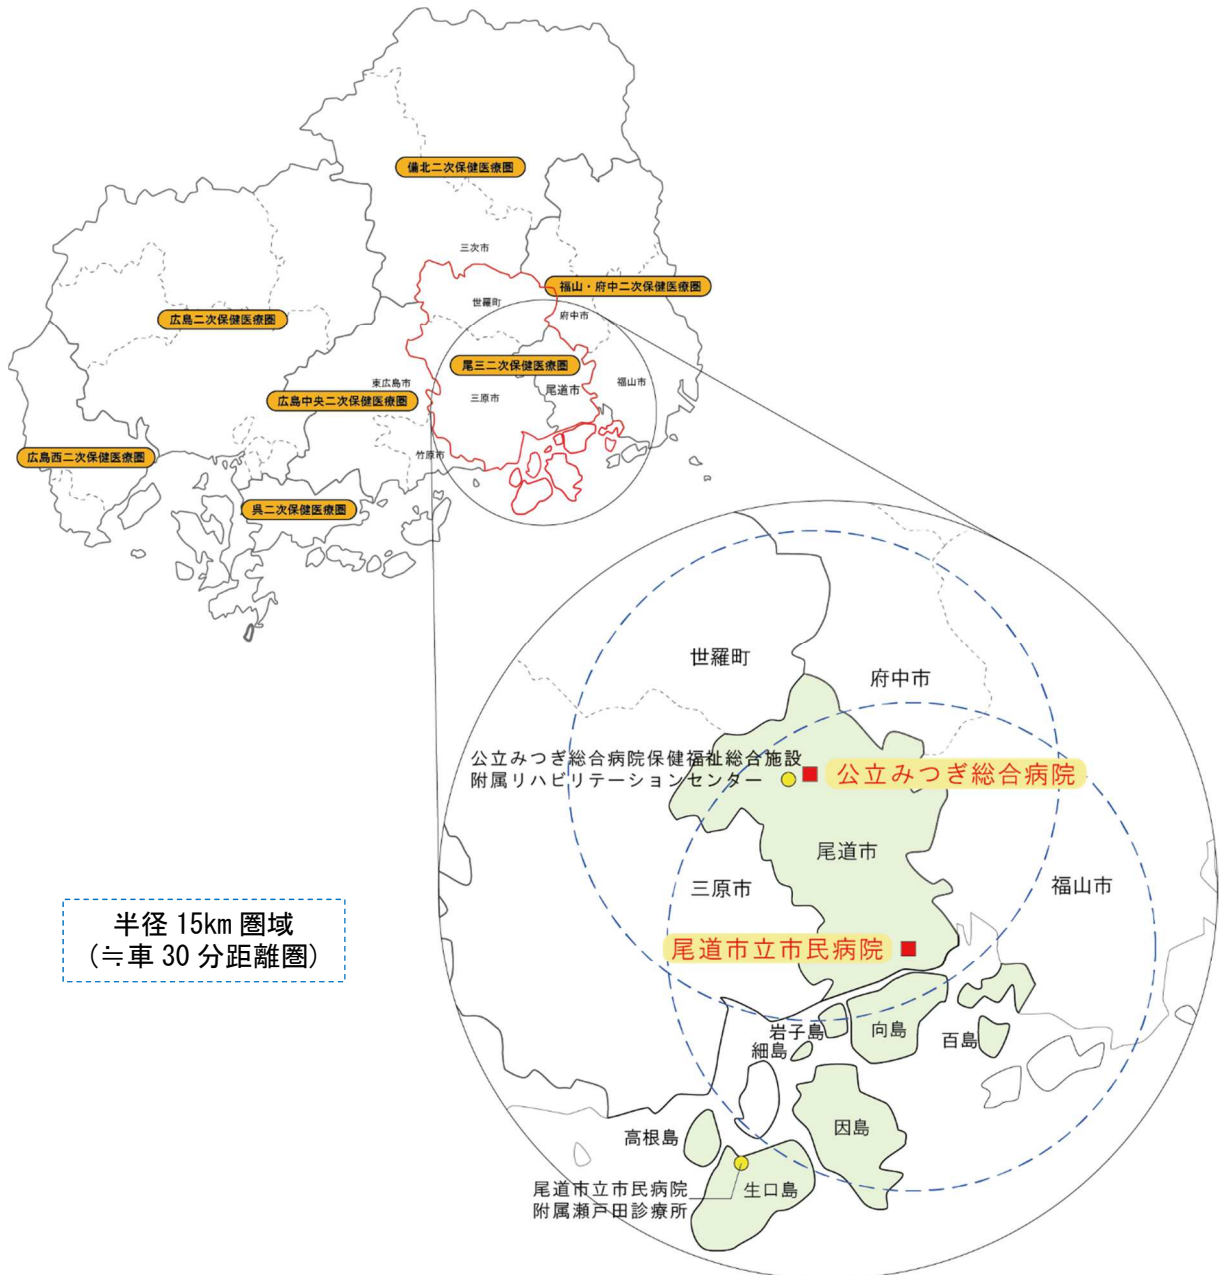 備北二次保健医療圏
三次市
福山・府中二次保健医療圏
世羅町
府中市
広島二次保健医療圏
尾三二次保健医療圏
東広島市
福山市
尾道市
三原市
広島中央二次保健医療圏
竹原市
広島西二次保健医療圏
呉二次保健医療圏
世羅町
府中市
公立みつぎ総合病院保健福祉総合施設
附属リハビリテーションセンター
公立みつぎ総合病院
尾道市
三原市
福山市
半径 15km 圏域
(≒車 30 分距離圏)
尾道市立市民病院
岩子島
向島
百島
細島
因島
高根島
生口島
尾道市立市民病院
附属瀬戸田診療所